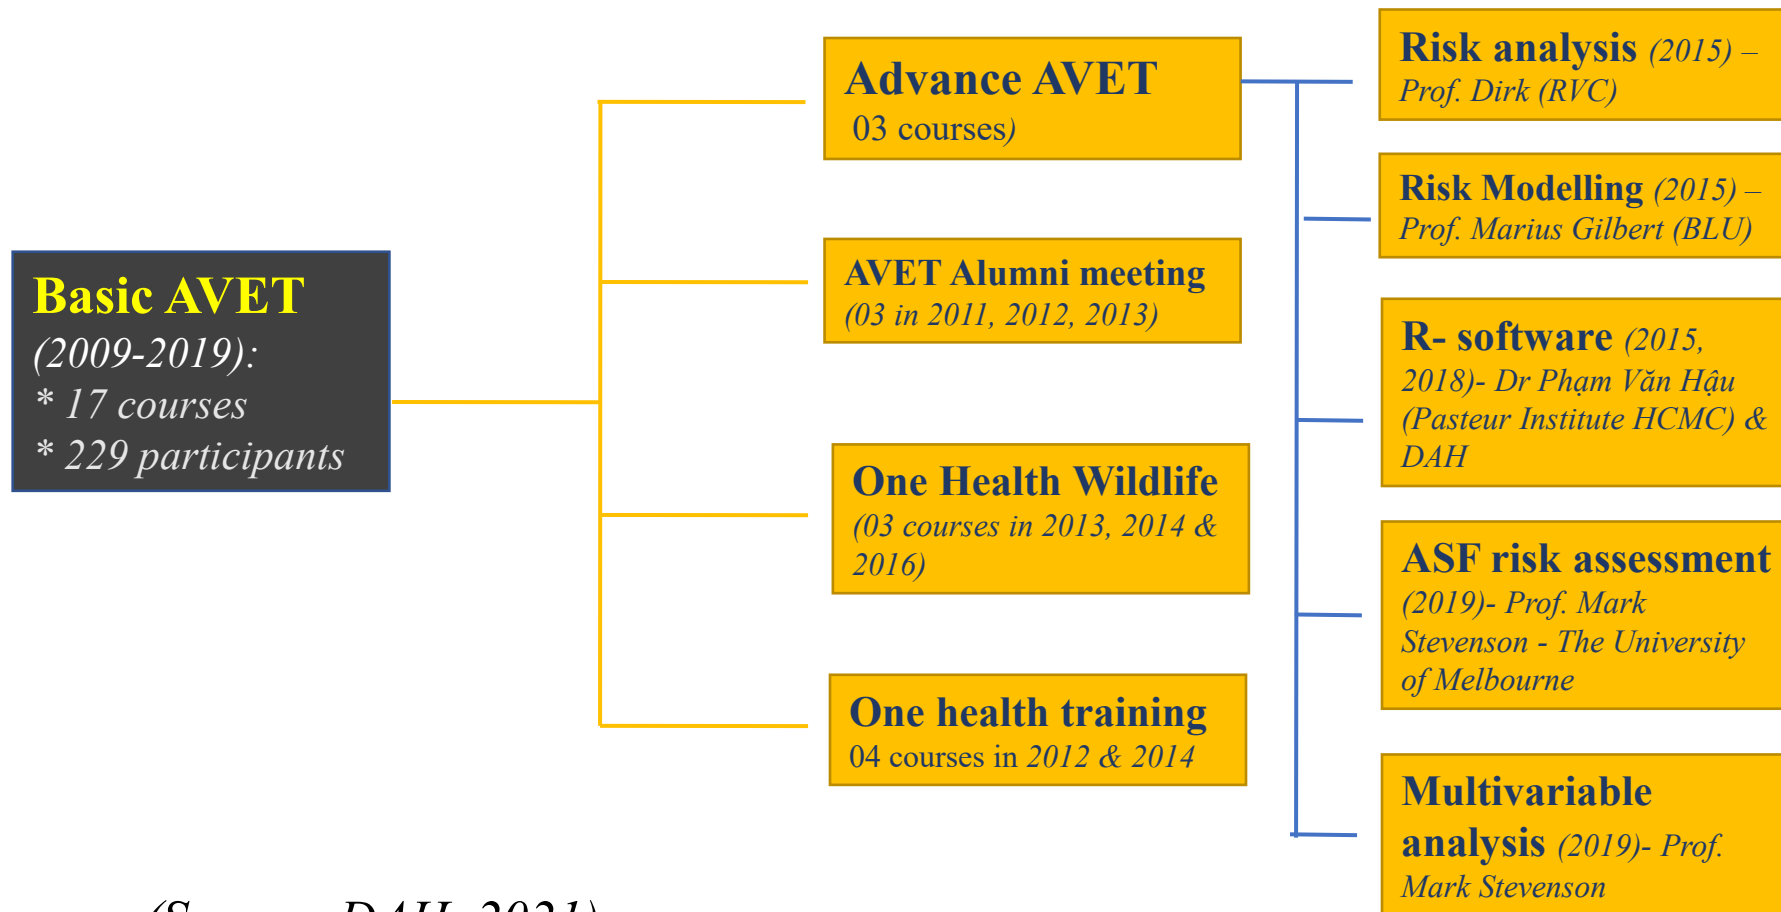 Basic AVET
(2009-2019):
* 17 courses
* 229 participants
Advance AVET
03 courses)
AVET Alumni meeting
(03 in 2011, 2012, 2013)
One Health Wildlife
(03 courses in 2013, 2014 &
2016)
One health training
04 courses in 2012 & 2014
Risk analysis (2015) –
Prof. Dirk (RVC)
Risk Modelling (2015) –
Prof. Marius Gilbert (BLU)
R- software (2015,
2018)- Dr Phạm Văn Hậu
(Pasteur Institute HCMC) &
DAH
ASF risk assessment
(2019)- Prof. Mark
Stevenson - The University
of Melbourne
Multivariable
analysis (2019)- Prof.
Mark Stevenson
DAH, 2021)